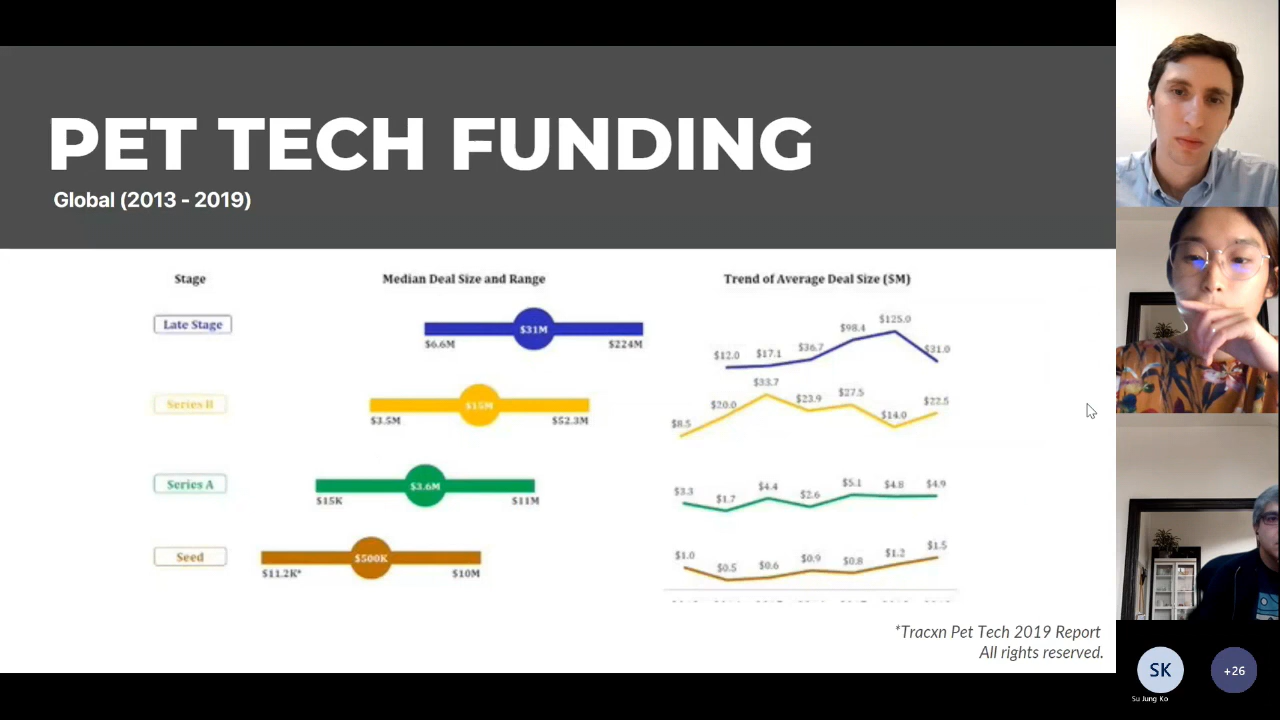 PET TECH FUNDING
Global (2013 - 2019)
Stage
Median Deal Size and Range
Trend of Average Deal Size ($M)
Late Stage
$31M
$6.6M
$224M
$12.0
$17.1
$36.7
$98.4
$125.0
$31.0
Series B
$15M
$3.5M
$52.3M
$8.5
$20.0
$33.7
$23.9
$27.5
$14.0
$22.5
Series A
$3.6M
$15K
$11M
$3.3
$1.7
$4.4
$2.6
$5.1
$4.8
$4.9
Seed
$500K
$11.2K*
$10M
$1.0
$0.5
$0.6
$0.9
$0.8
$1.2
$1.5
*Tracxn Pet Tech 2019 Report
All rights reserved.
SK
Su Jung Ko
+26